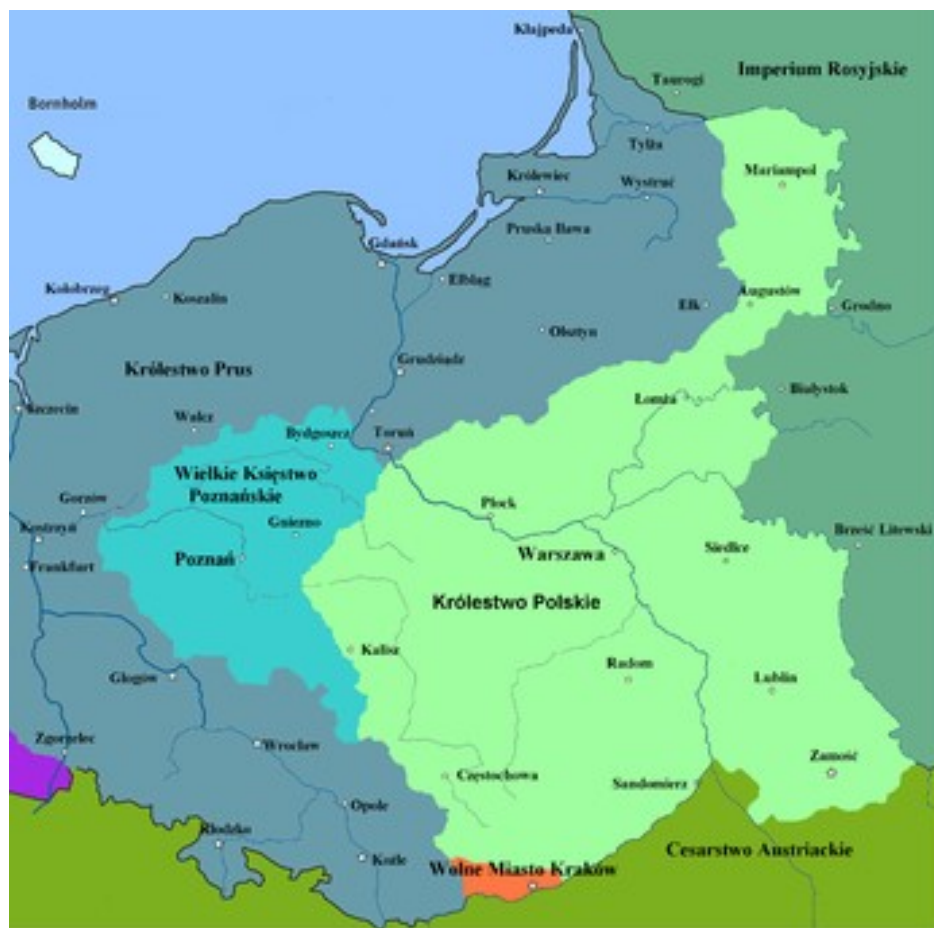 Kłajpeda
Imperium Rosyjskie
Taurogi
Bornholm
Tylża
Mariampol
Królewiec
Wystruć
Pruska Iława
Gdańsk
Elbląg
Kołobrzeg
Koszalin
Ełk
Augustów
Grodno
Olsztyn
Grudziądz
Królestwo Prus
Białystok
Łomża
Szczecin
Wałcz
Bydgoszcz
Toruń
Wielkie Księstwo
Poznańskie
Gorzów
Płock
Gniezno
Kostrzyń
Brześć Litewski
Warszawa
Siedlce
Poznań
Frankfurt
Królestwo Polskie
Kalisz
Radom
Głogów
Lublin
Zgorzelec
Wrocław
Zamość
Częstochowa
Sandomierz
Opole
Kłodzko
Koźle
Cesarstwo Austriackie
Wolne Miasto Kraków